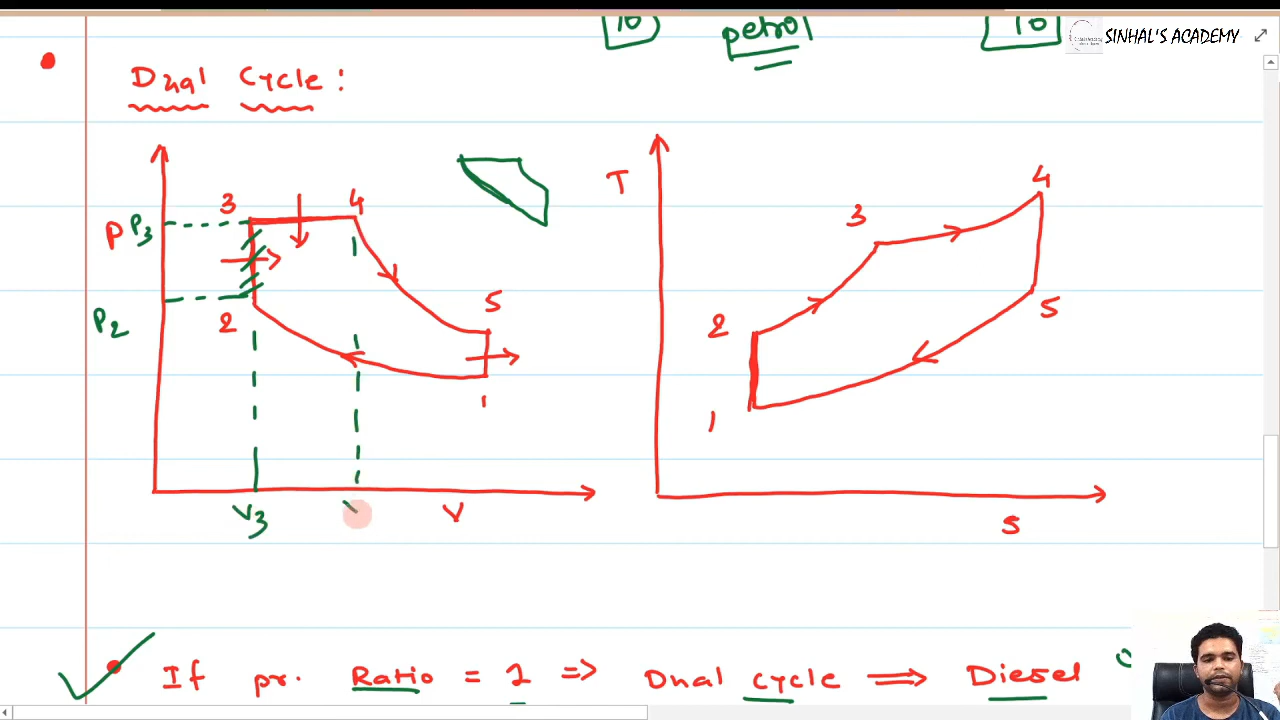 10 petrol 10
SINHAL'S ACADEMY
Dual Cycle:
P P3 3 4
P2 2 5
1
V3 V
T 4
3
2 5
1
S
If pr. Ratio = 1 => Dual cycle => Diesel